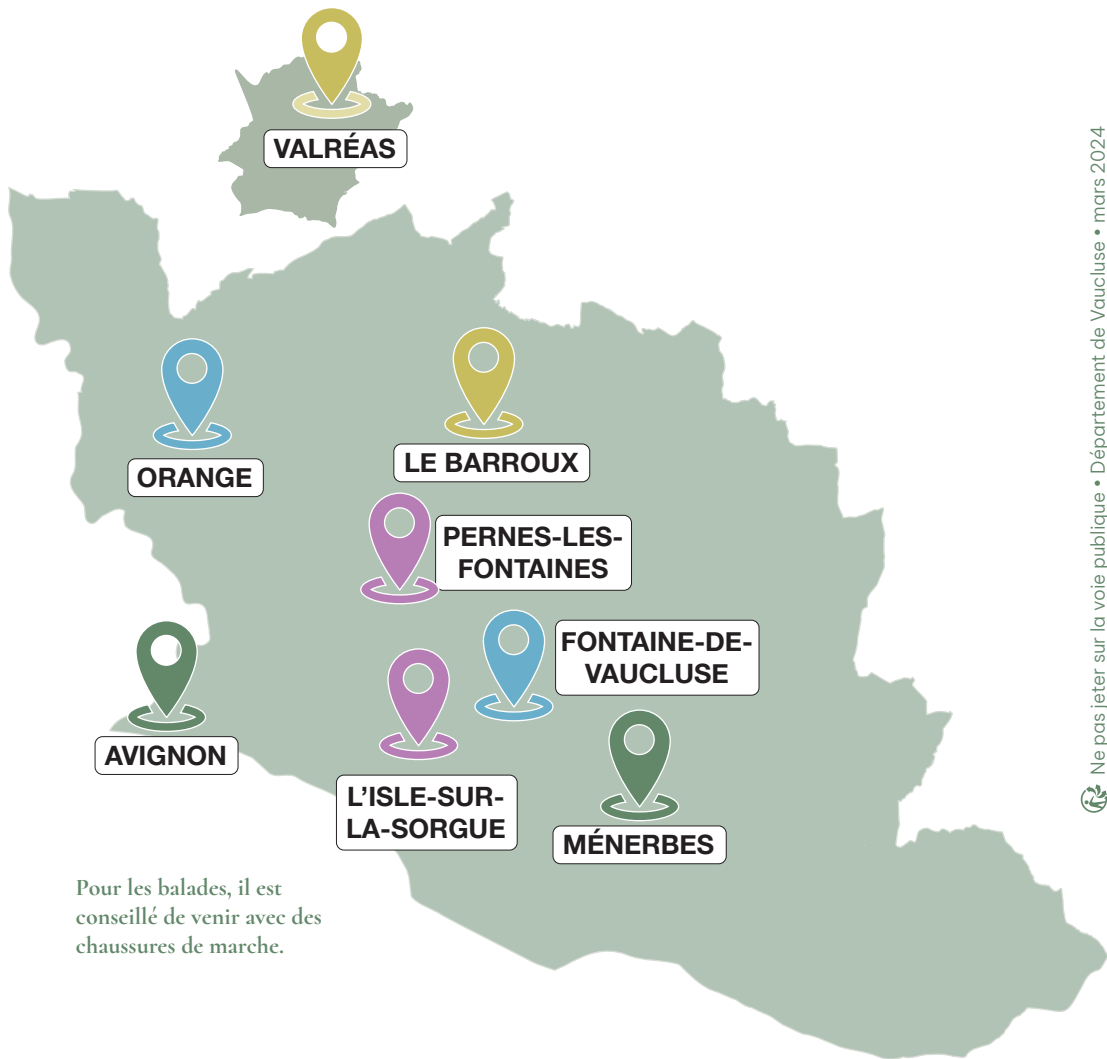 VALRÉAS
ORANGE
LE BARROUX
PERNES-LES-
FONTAINES
FONTAINE-DE-
VAUCLUSE
AVIGNON
L’ISLE-SUR-
LA-SORGUE
MÉNERBES
Pour les balades, il est
conseillé de venir avec des
chaussures de marche.
Ne pas jeter sur la voie publique • Département de Vaucluse • mars 2024